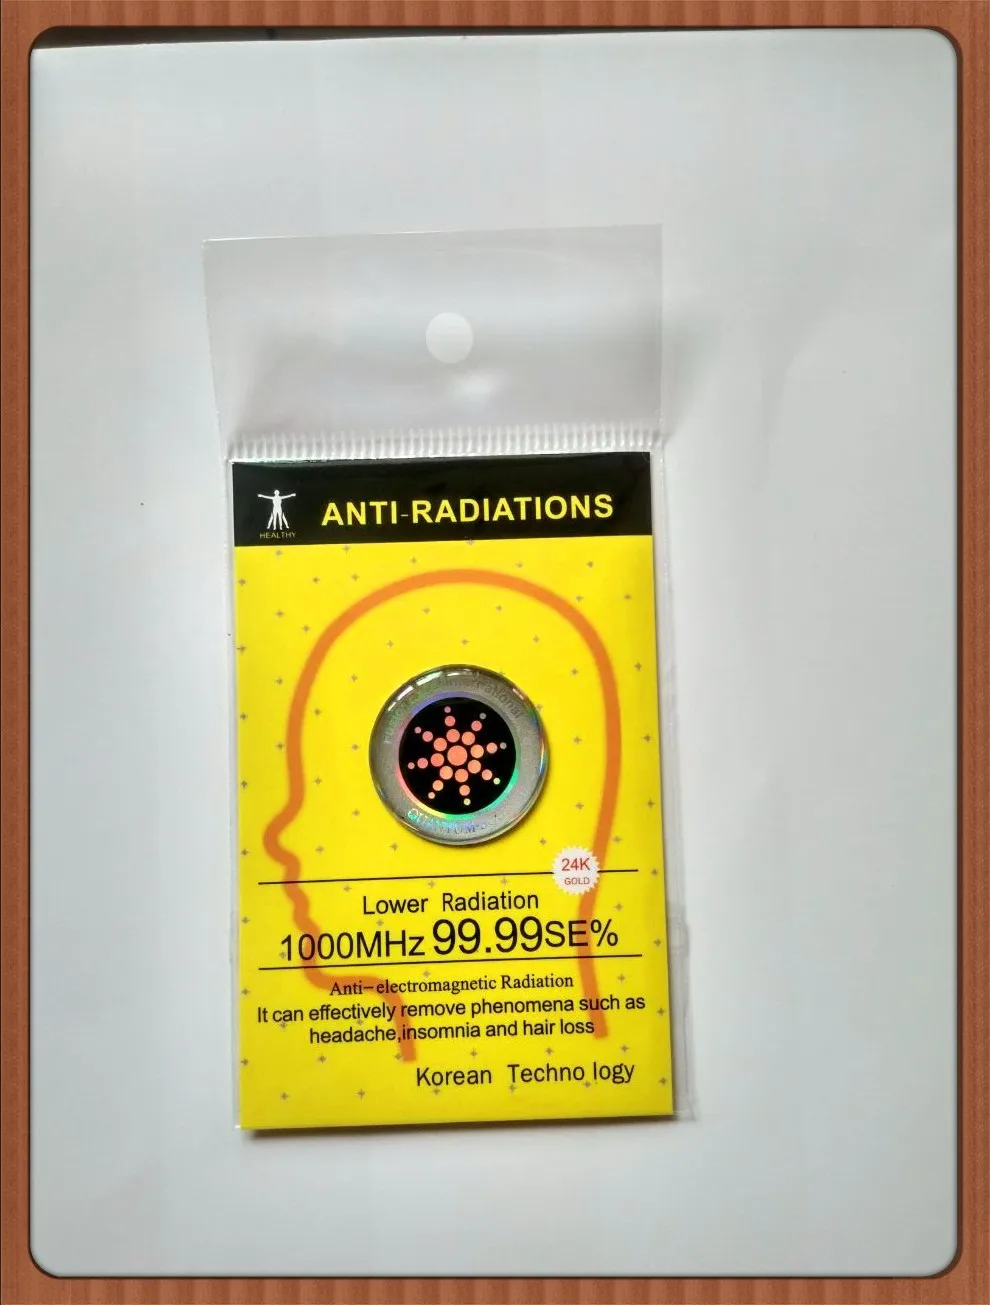 ANTI-RADIATIONS
HEALTHY
QUANTUM
24K
GOLD
Lower Radiation
1000MHz 99.99SE%
Anti-electromagnetic Radiation
It can effectively remove phenomena such as
headache,insomnia and hair loss
Korean Techno logy